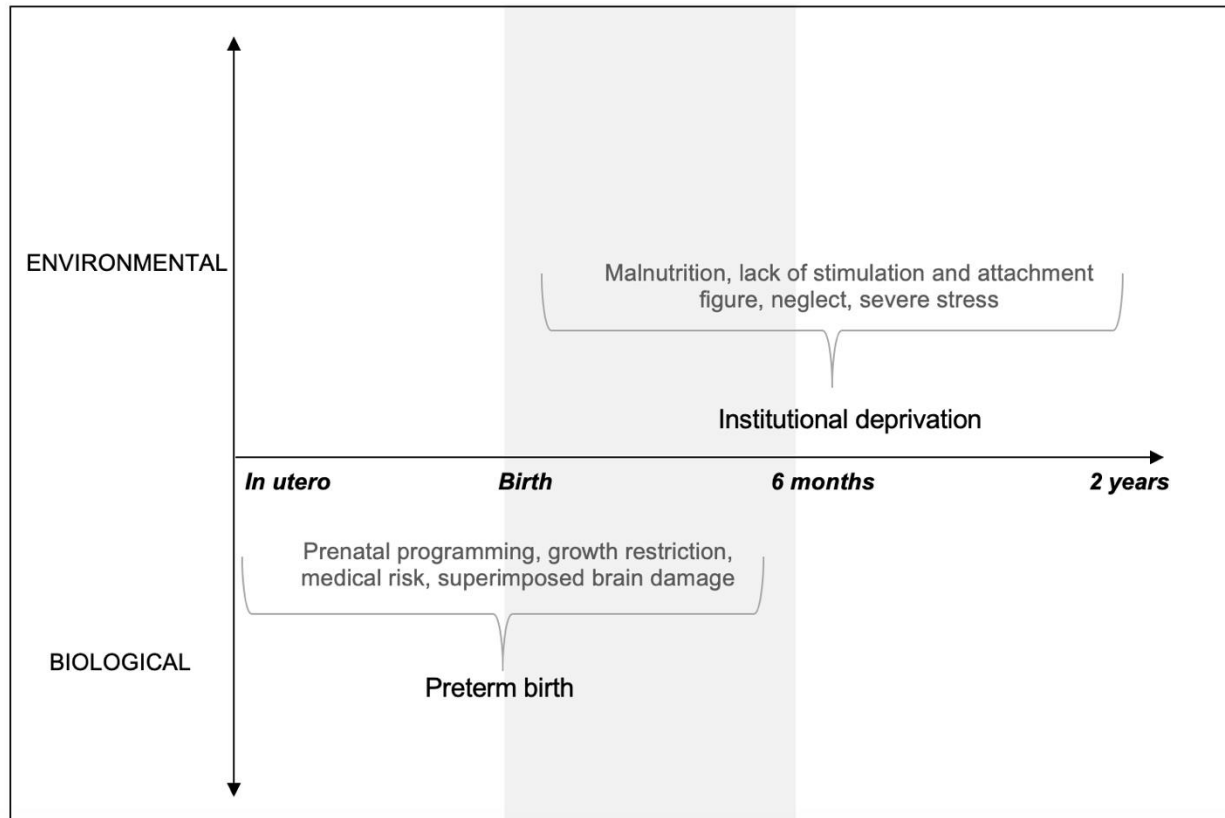 ENVIRONMENTAL
Malnutrition, lack of stimulation and attachment
figure, neglect, severe stress
Institutional deprivation
In utero
Birth
6 months
2 years
Prenatal programming, growth restriction,
medical risk, superimposed brain damage
BIOLOGICAL
Preterm birth